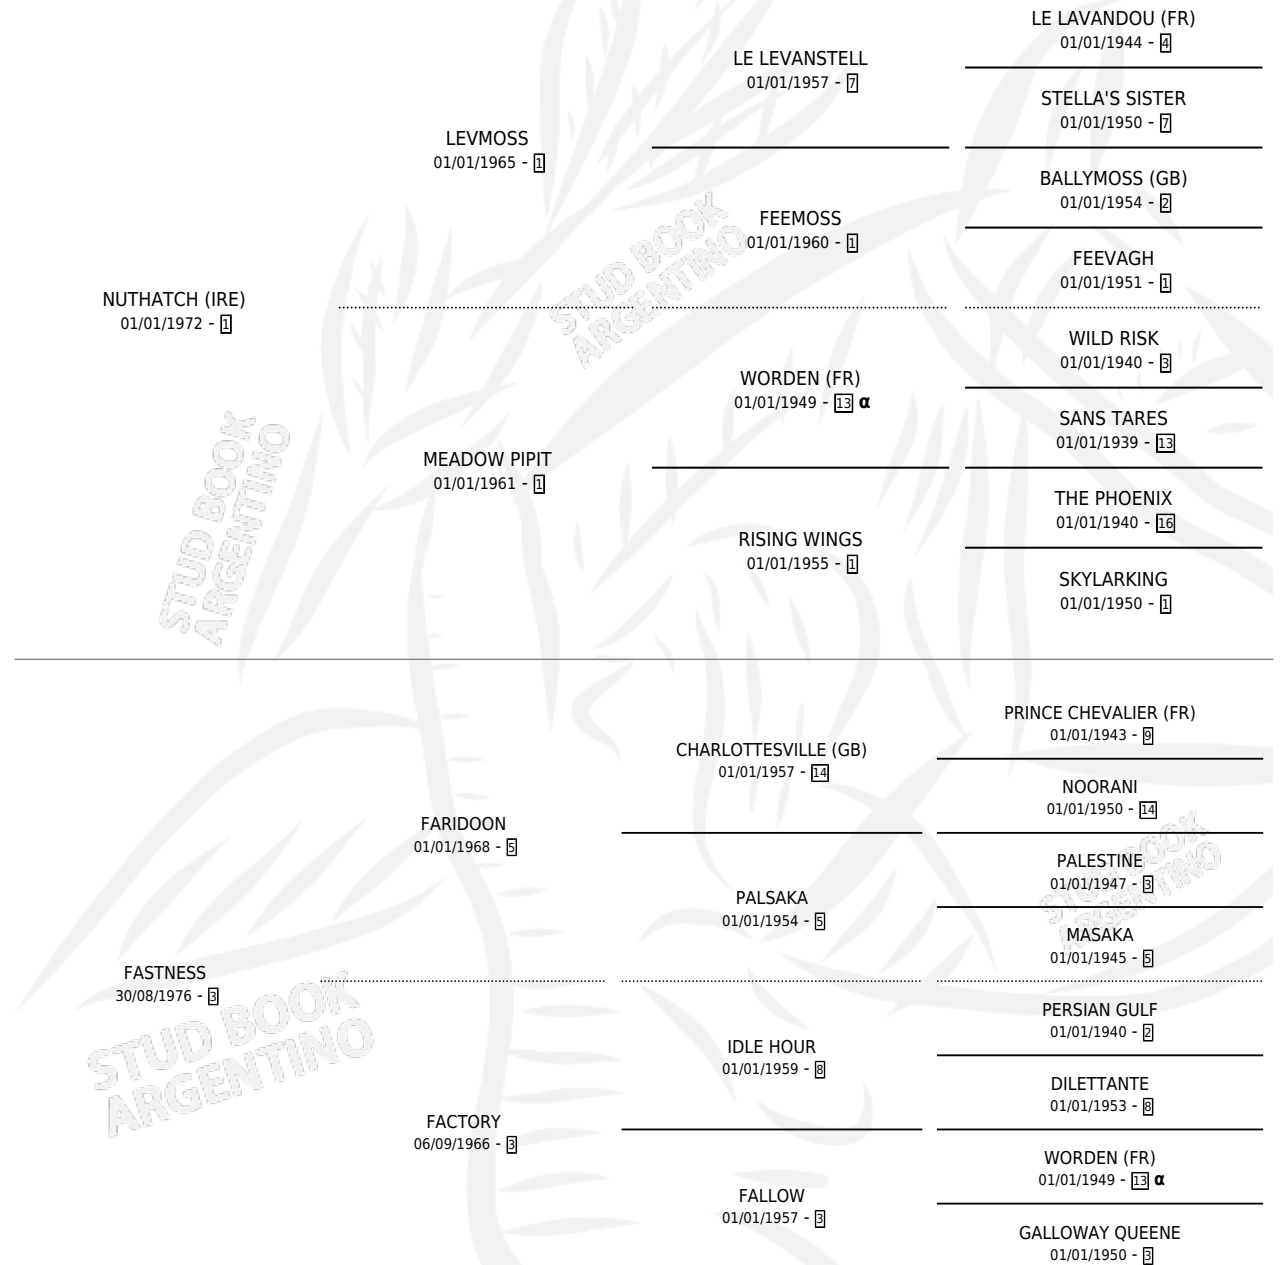 LE LAVANDOU (FR)
01/01/1944 - 4
LE LEVANSTELL
01/01/1957 - 7
STELLA'S SISTER
01/01/1950 - 7
LEVMOSS
01/01/1965 - 1
BALLYMOSS (GB)
01/01/1954 - 2
FEEMOSS
01/01/1960 - 1
FEEVAGH
01/01/1951 - 1
NUTHATCH (IRE)
01/01/1972 - 1
WILD RISK
01/01/1940 - 3
WORDEN (FR)
01/01/1949 - 13 α
SANS TARES
01/01/1939 - 13
MEADOW PIPIT
01/01/1961 - 1
THE PHOENIX
01/01/1940 - 16
RISING WINGS
01/01/1955 - 1
SKYLARKING
01/01/1950 - 1
STUD BOOK
ARGENTINO
STUD BOOK
ARGENTINO
PRINCE CHEVALIER (FR)
01/01/1943 - 9
CHARLOTTESVILLE (GB)
01/01/1957 - 14
NOORANI
01/01/1950 - 14
FARIDOON
01/01/1968 - 5
PALESTINE
01/01/1947 - 3
PALSAKA
01/01/1954 - 5
MASAKA
01/01/1945 - 5
FASTNESS
30/08/1976 - 3
PERSIAN GULF
01/01/1940 - 2
IDLE HOUR
01/01/1959 - 8
DILETTANTE
01/01/1953 - 8
FACTORY
06/09/1966 - 3
WORDEN (FR)
01/01/1949 - 13 α
FALLOW
01/01/1957 - 3
GALLOWAY QUEENE
01/01/1950 - 3
STUD BOOK
ARGENTINO
STUD BOOK
ARGENTINO